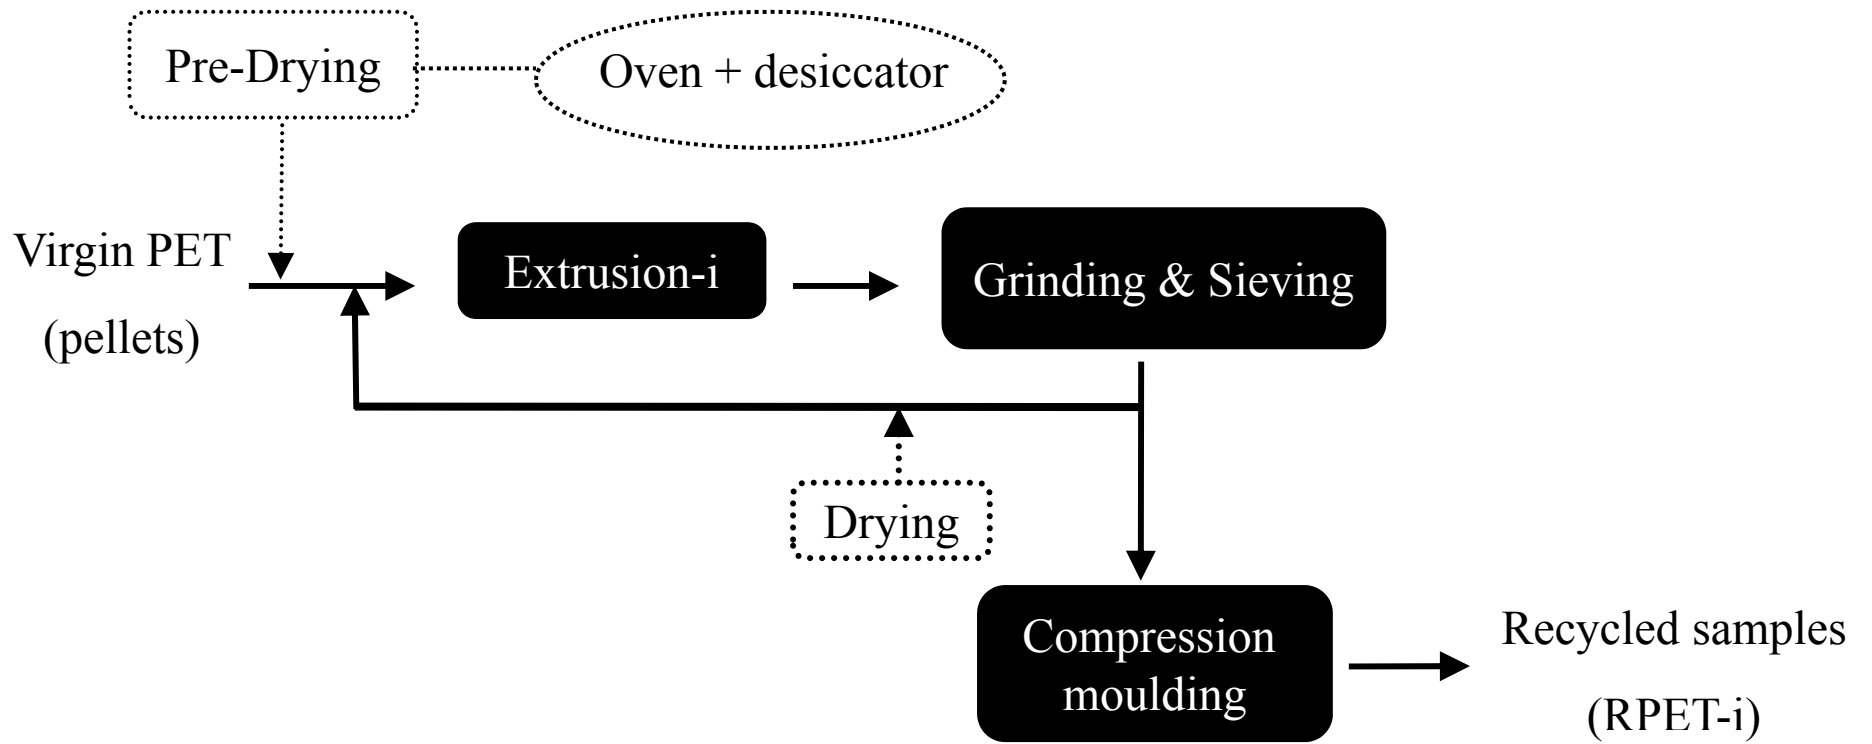 Pre-Drying
Oven + desiccator
Virgin PET
(pellets)
Extrusion-i
Grinding & Sieving
Drying
Compression
moulding
Recycled samples
(RPET-i)